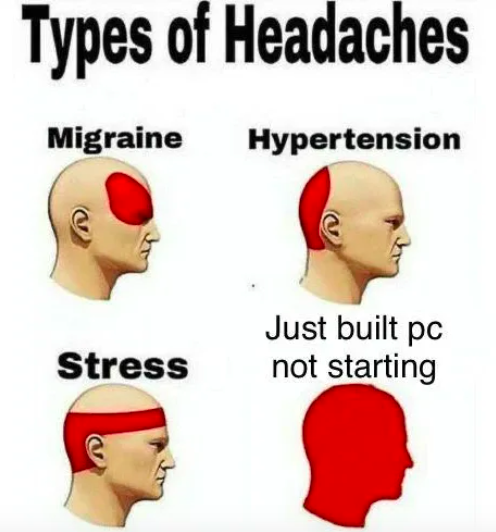 Types of Headaches
Migraine
Hypertension
Stress
Just built pc
not starting